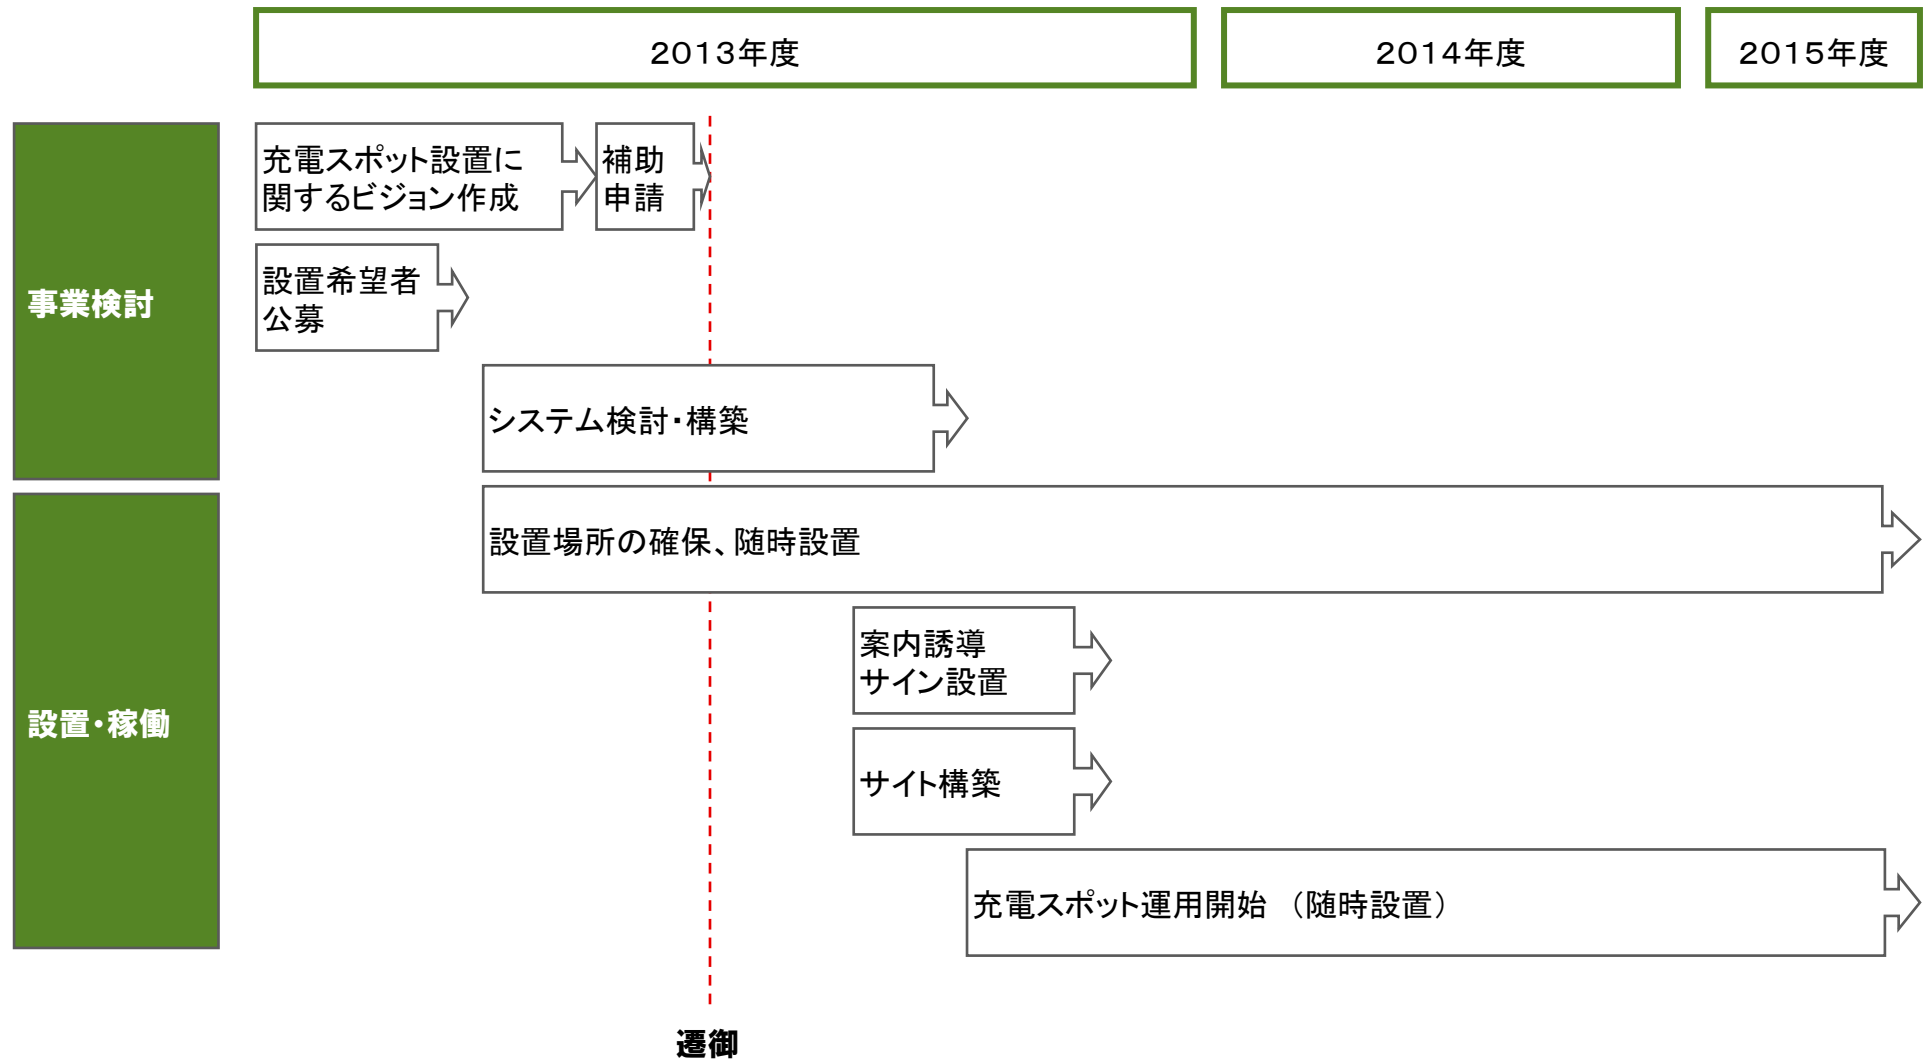 ２０１３年度
２０１４年度
２０１５年度
事業検討
充電スポット設置に
関するビジョン作成
補助
申請
設置希望者
公募
システム検討・構築
設置・稼働
設置場所の確保、随時設置
案内誘導
サイン設置
サイト構築
充電スポット運用開始　（随時設置）
遷御